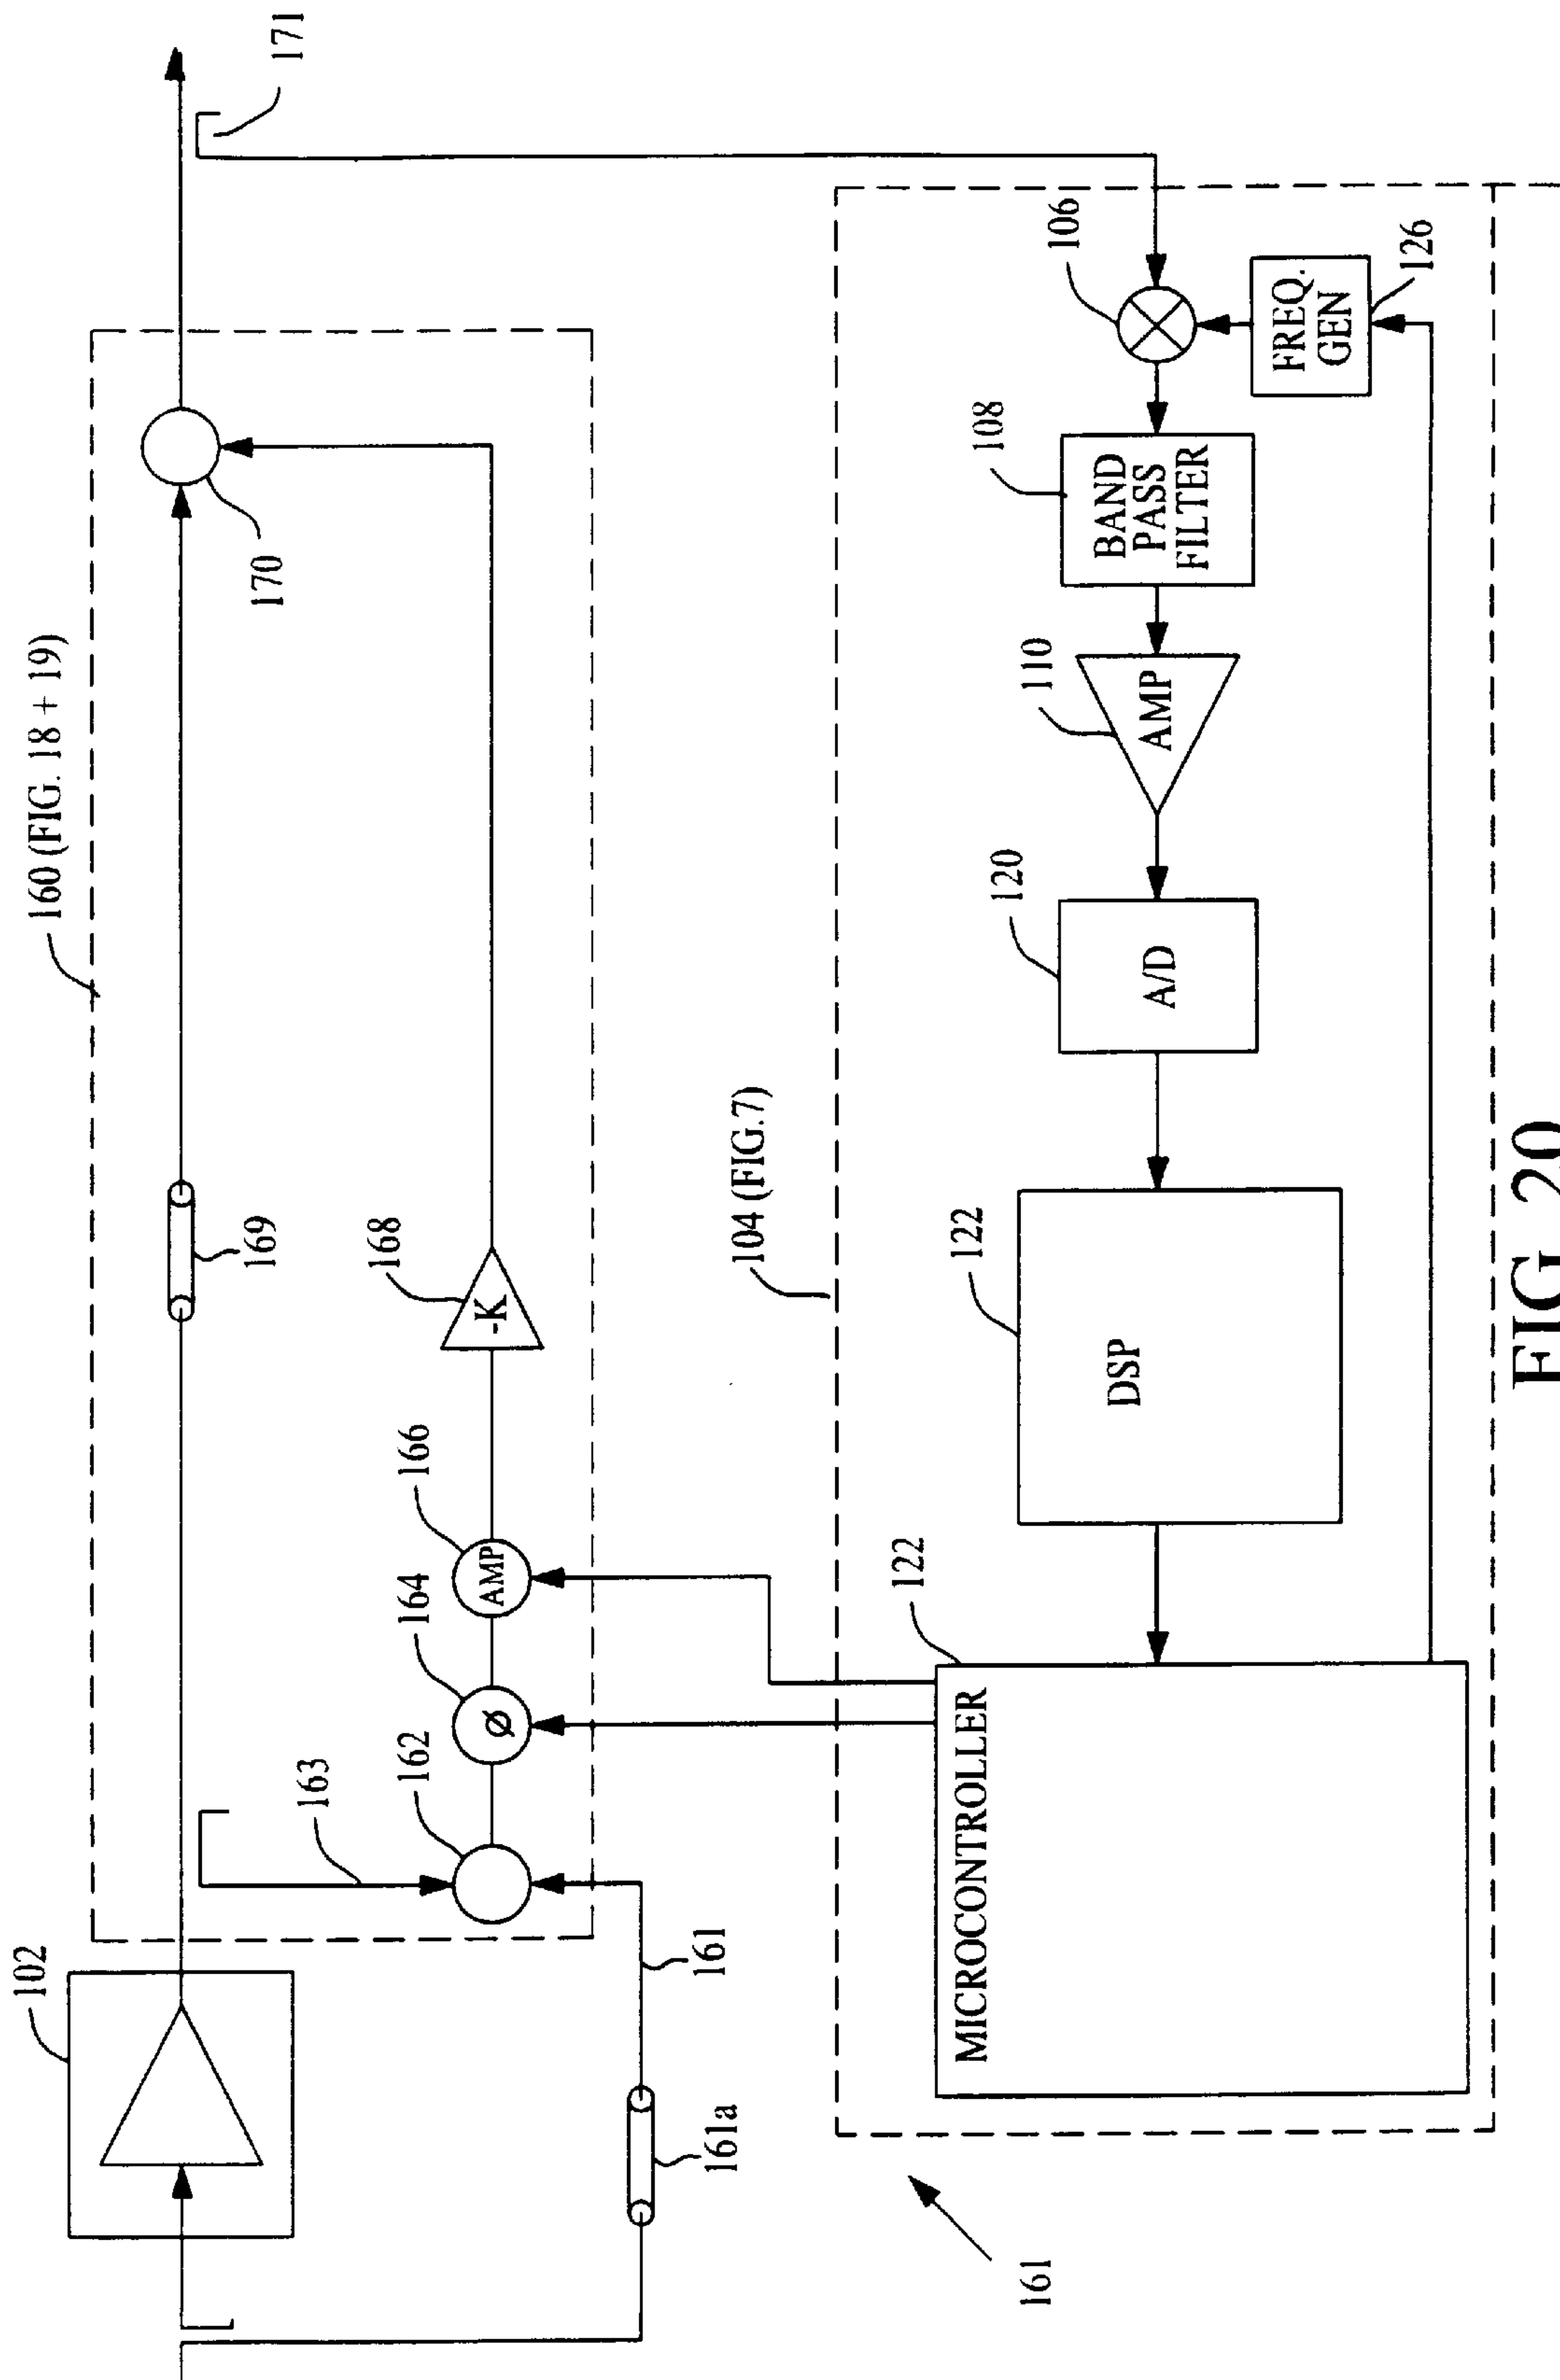 160 (FIG. 18 + 19)
171
170
169
168
-K
166
AMP
164
Ø
162
163
102
161
161a
104 (FIG.7)
106
FREQ.
GEN
126
108
BAND
PASS
FILTER
110
AMP
120
A/D
122
DSP
122
MICROCONTROLLER
161
FIG. 20